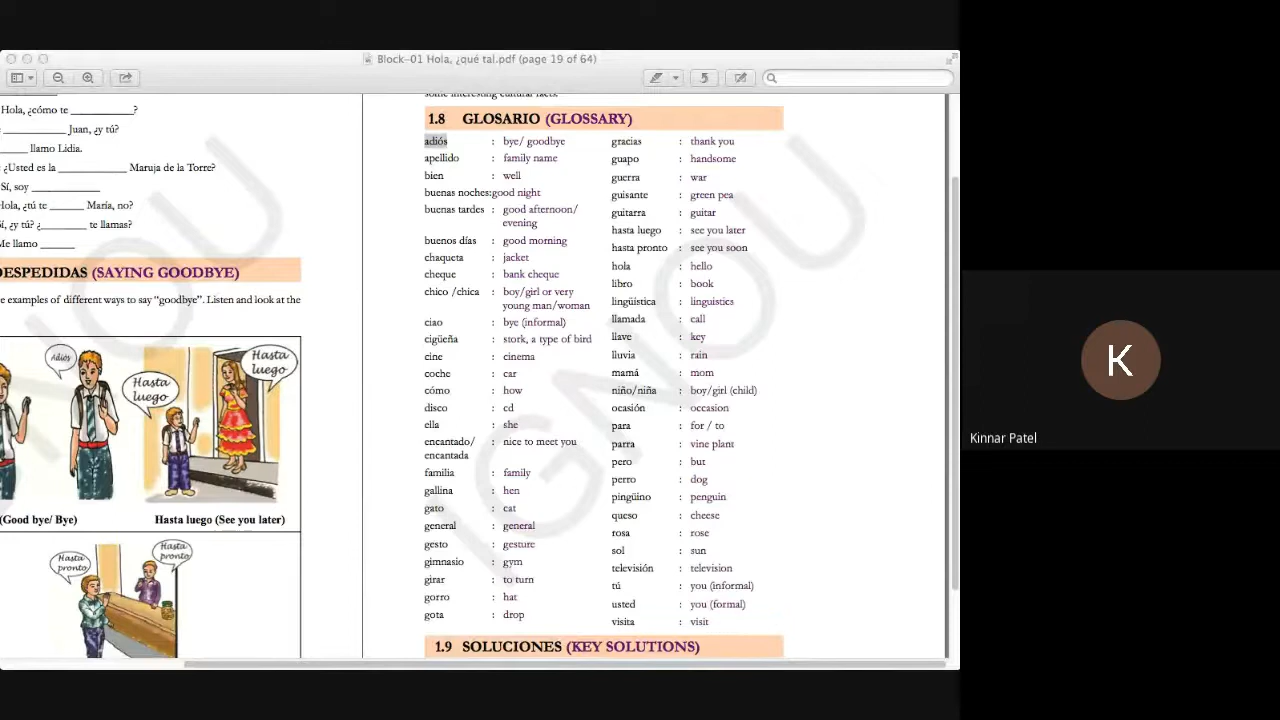 Block-01 Hola, ¿qué tal.pdf (page 19 of 64)
Hola, ¿cómo te ____________?
____________ Juan, ¿y tú?
_____ llamo Lidia.
: ¿Usted es la ____________ Maruja de la Torre?
Sí, soy ____________
Hola, ¿tú te ______ María, no?
Sí, ¿y tú? ¿________ te llamas?
Me llamo ______
DESPEDIDAS (SAYING GOODBYE)
e examples of different ways to say "goodbye". Listen and look at the
Adiós
Hasta
luego
Hasta
luego
(Good bye/ Bye)
Hasta luego (See you later)
Hasta
pronto
Hasta
pronto
some interesting cultural facts.
1.8 GLOSARIO (GLOSSARY)
adiós : bye/ goodbye
apellido : family name
bien : well
buenas noches:good night
buenas tardes : good afternoon/
evening
buenos días : good morning
chaqueta : jacket
cheque : bank cheque
chico /chica : boy/girl or very
young man/woman
ciao : bye (informal)
cigüeña : stork, a type of bird
cine : cinema
coche : car
cómo : how
disco : cd
ella : she
encantado/ : nice to meet you
encantada
familia : family
gallina : hen
gato : cat
general : general
gesto : gesture
gimnasio : gym
girar : to turn
gorro : hat
gota : drop
gracias : thank you
guapo : handsome
guerra : war
guisante : green pea
guitarra : guitar
hasta luego : see you later
hasta pronto : see you soon
hola : hello
libro : book
lingüística : linguistics
llamada : call
llave : key
lluvia : rain
mamá : mom
niño/niña : boy/girl (child)
ocasión : occasion
para : for / to
parra : vine plant
pero : but
perro : dog
pingüino : penguin
queso : cheese
rosa : rose
sol : sun
televisión : television
tú : you (informal)
usted : you (formal)
visita : visit
1.9 SOLUCIONES (KEY SOLUTIONS)
IGNOU
IGNOU
K
Kinnar Patel